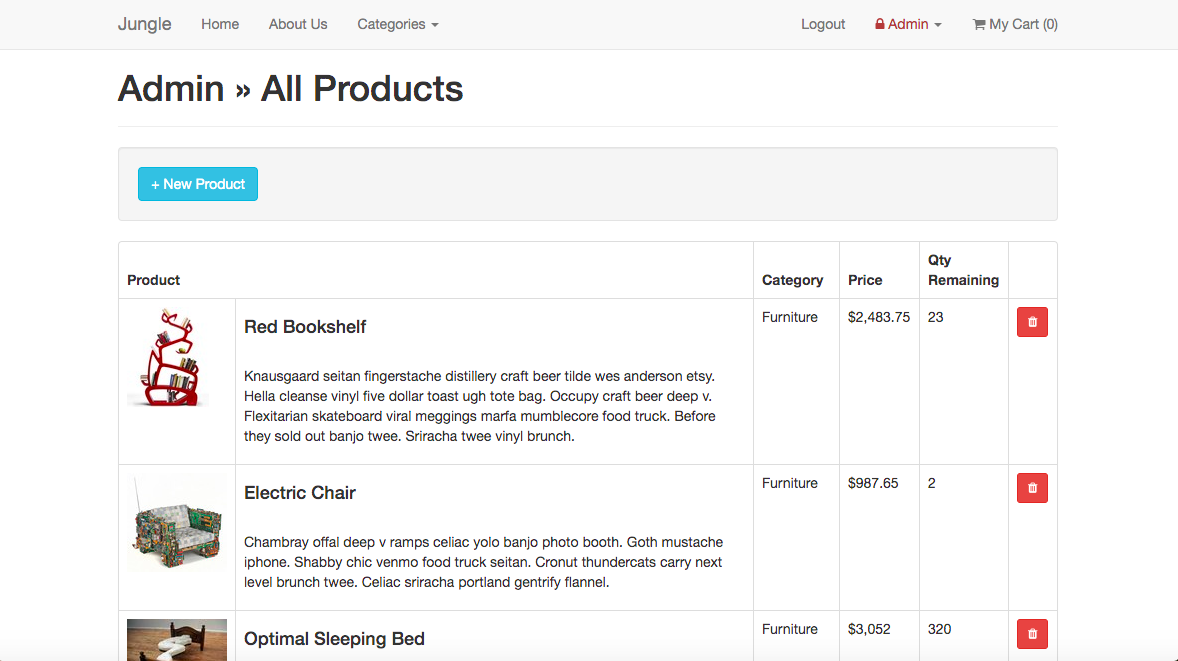 Jungle Home About Us Categories Logout Admin My Cart (0)
Admin » All Products
+ New Product
Product Category Price Qty Remaining
Red Bookshelf Furniture $2,483.75 23
Knausgaard seitan fingerstache distillery craft beer tilde wes anderson etsy.
Hella cleanse vinyl five dollar toast ugh tote bag. Occupy craft beer deep v.
Flexitarian skateboard viral meggings marfa mumblecore food truck. Before
they sold out banjo twee. Sriracha twee vinyl brunch.
Electric Chair Furniture $987.65 2
Chambray offal deep v ramps celiac yolo banjo photo booth. Goth mustache
iphone. Shabby chic venmo food truck seitan. Cronut thundercats carry next
level brunch twee. Celiac sriracha portland gentrify flannel.
Optimal Sleeping Bed Furniture $3,052 320